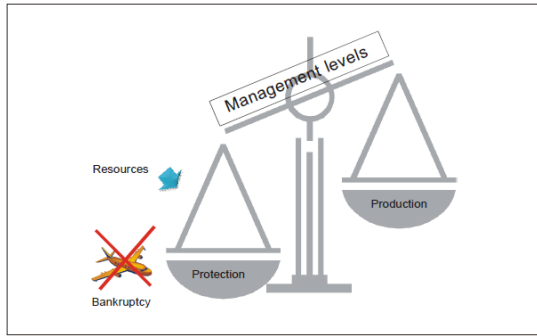 Management levels
Resources
Production
Protection
Bankruptcy